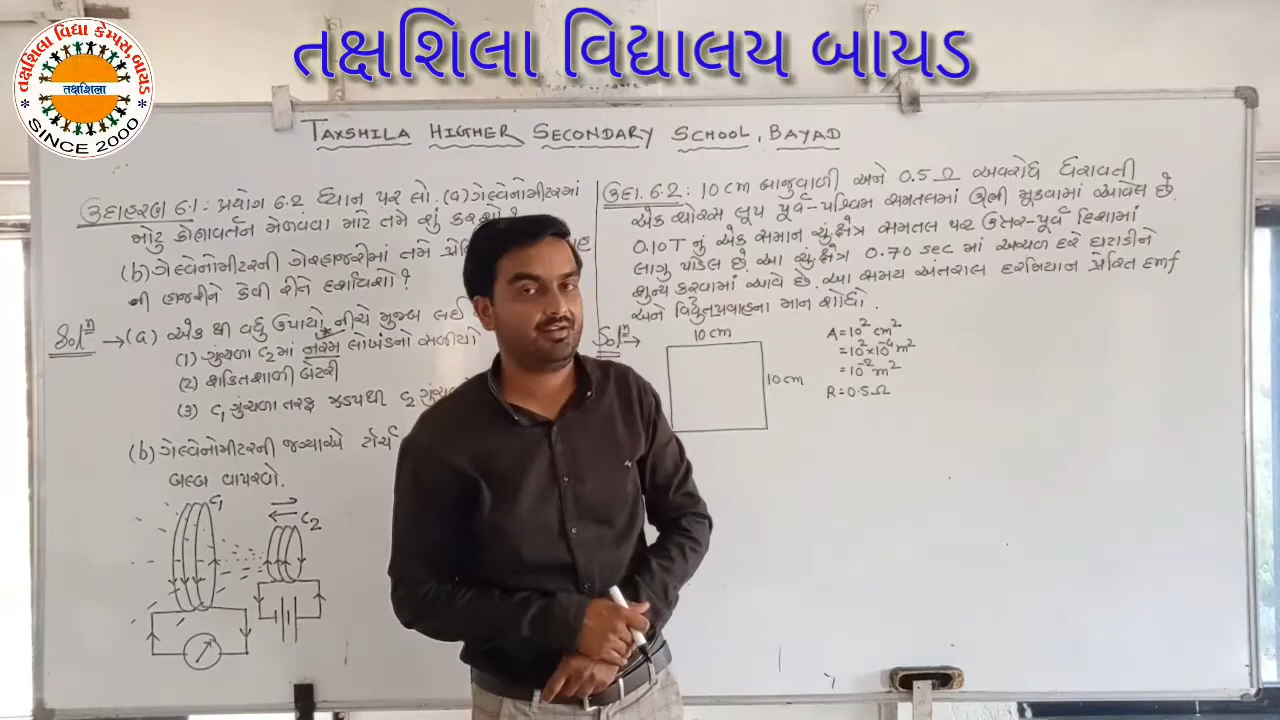 તક્ષશિલા વિદ્યાલય બાયડ
તક્ષશિલા વિદ્યા કેમ્પસ, બાયડ
તક્ષશિલા
SINCE 2000
TAXSHILA HIGHER SECONDARY SCHOOL, BAYAD
ઉદાહરણ 6.1: પ્રયોગ 6.2 ધ્યાન પર લો. (a) ગેલ્વેનોમીટરમાં
મોટું કોણાવર્તન મેળવવા માટે તમે શું કરશો?
(b) ગેલ્વેનોમીટરની ગેરહાજરીમાં તમે
ની હાજરીને કેવી રીતે દર્શાવશો?
Solⁿ → (a) એક થી વધુ ઉપાયો નીચે મુજબ લઈ
(1) ગુંચળા C2માં નરમ લોખંડનો સળીયો
(2) શકિતશાળી બેટરી
(3) C1 ગુંચળા તરફ ઝડપથી C2
(b) ગેલ્વેનોમીટરની જગ્યાએ ટોર્ચ
બલ્બ વાપરવો.
C1
C2
ઉદા. 6.2: 10 cm બાજુવાળી અને 0.5 Ω અવરોધ ધરાવતી
એક ચોરસ લૂપ પૂર્વ-પશ્ચિમ સમતલમાં ઊભી મૂકવામાં આવેલ છે.
0.10T નું એક સમાન ચું.ક્ષેત્ર સમતલ પર ઉત્તર-પૂર્વ દિશામાં
લાગુ પાડેલ છે. આ ચું.ક્ષેત્ર 0.70 sec માં અચળ દરે ઘટાડીને
શૂન્ય કરવામાં આવે છે. આ સમય અંતરાલ દરમિયાન પ્રેરિત Emf
અને વિદ્યુતપ્રવાહના માન શોધો.
Solⁿ →
10 cm
10 cm
A = 10² cm²
= 10² × 10⁻⁴ m²
= 10⁻² m²
R = 0.5 Ω